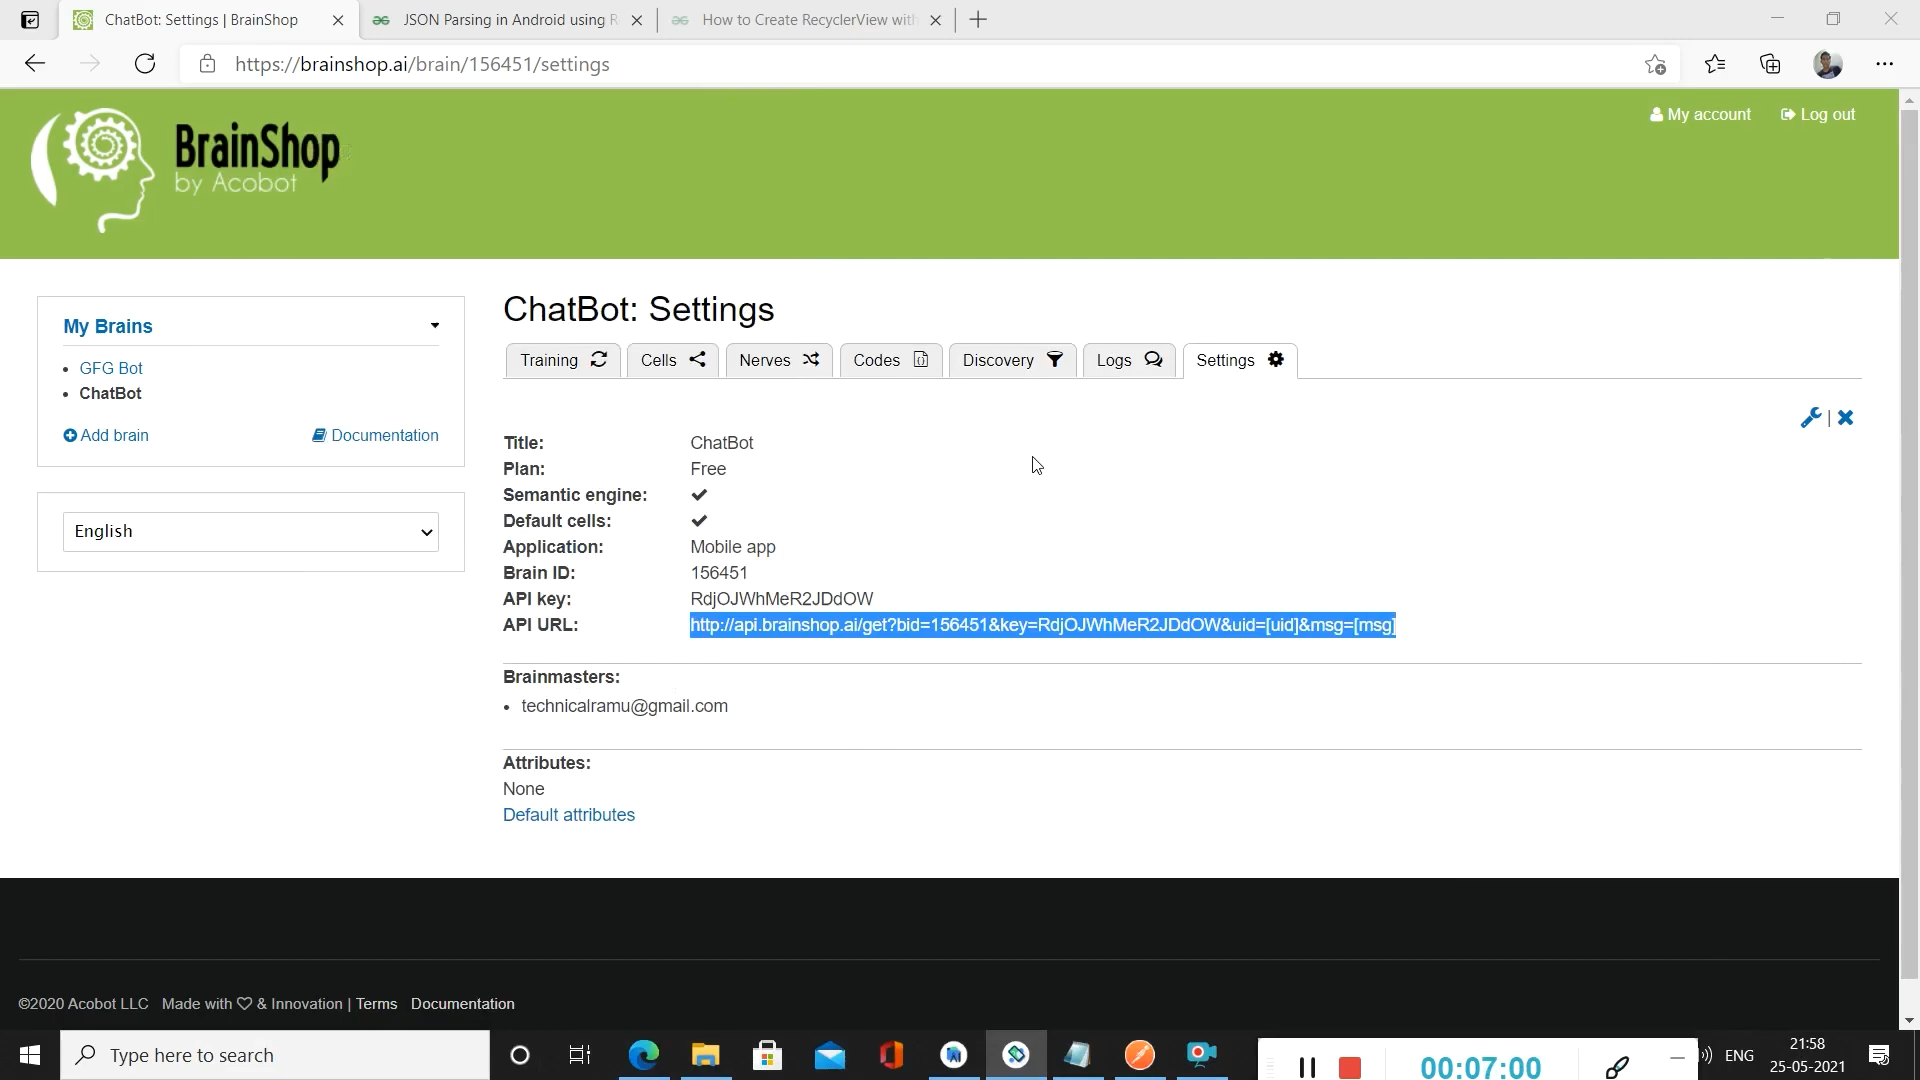 ChatBot: Settings | BrainShop
JSON Parsing in Android using R
How to Create RecyclerView with
https://brainshop.ai/brain/156451/settings
BrainShop
by Acobot
My account
Log out
My Brains
GFG Bot
ChatBot
Add brain
Documentation
English
ChatBot: Settings
Training
Cells
Nerves
Codes
Discovery
Logs
Settings
|
Title: ChatBot
Plan: Free
Semantic engine: ✔
Default cells: ✔
Application: Mobile app
Brain ID: 156451
API key: RdjOJWhMeR2JDdOW
API URL: http://api.brainshop.ai/get?bid=156451&key=RdjOJWhMeR2JDdOW&uid=[uid]&msg=[msg]
Brainmasters:
technicalramu@gmail.com
Attributes:
None
Default attributes
©2020 Acobot LLC Made with ♡ & Innovation | Terms Documentation
Type here to search
00:07:00
ENG
21:58
25-05-2021